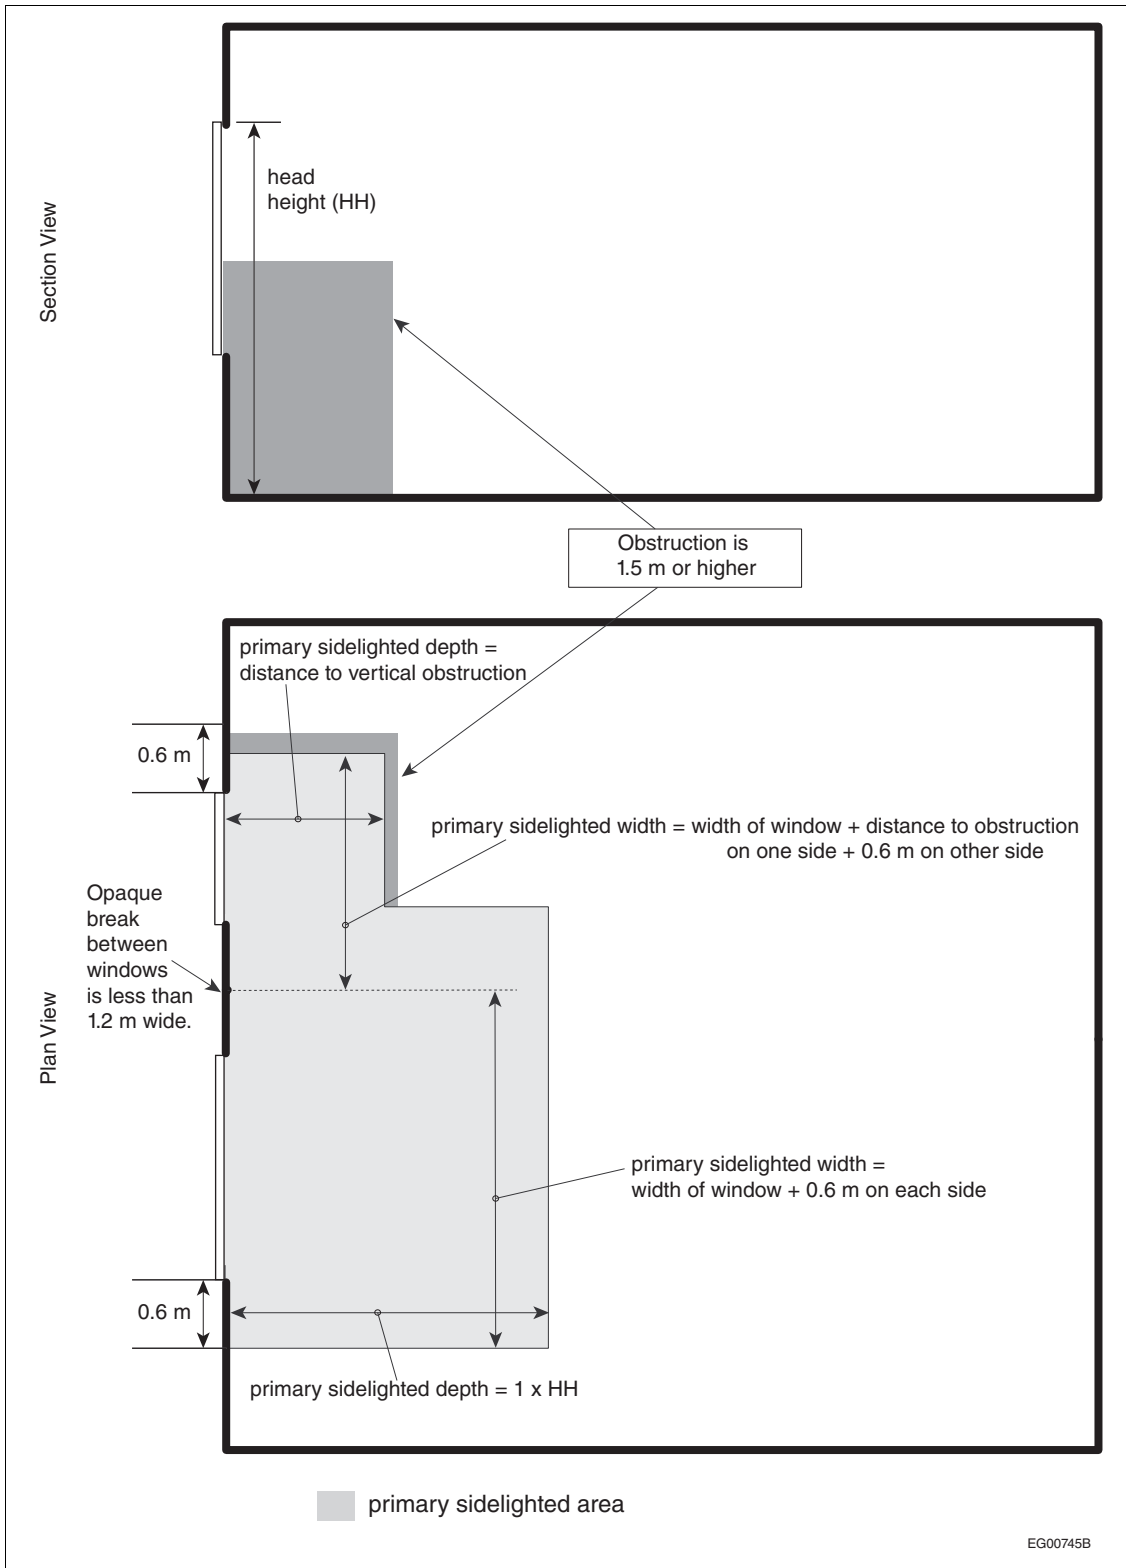 Section View
head
height (HH)
Obstruction is
1.5 m or higher
primary sidelighted depth =
distance to vertical obstruction
0.6 m
primary sidelighted width = width of window + distance to obstruction
on one side + 0.6 m on other side
Opaque
break
between
windows
is less than
1.2 m wide.
Plan View
primary sidelighted width =
width of window + 0.6 m on each side
0.6 m
primary sidelighted depth = 1 x HH
primary sidelighted area
EG00745B